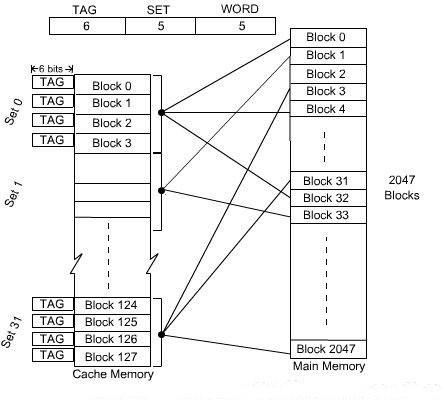 TAG SET WORD
6 5 5
6 bits
Set 0
TAG Block 0
TAG Block 1
TAG Block 2
TAG Block 3
Set 1
Set 31
TAG Block 124
TAG Block 125
TAG Block 126
TAG Block 127
Cache Memory
Block 0
Block 1
Block 2
Block 3
Block 4
Block 31
Block 32
Block 33
Block 2047
Main Memory
2047
Blocks